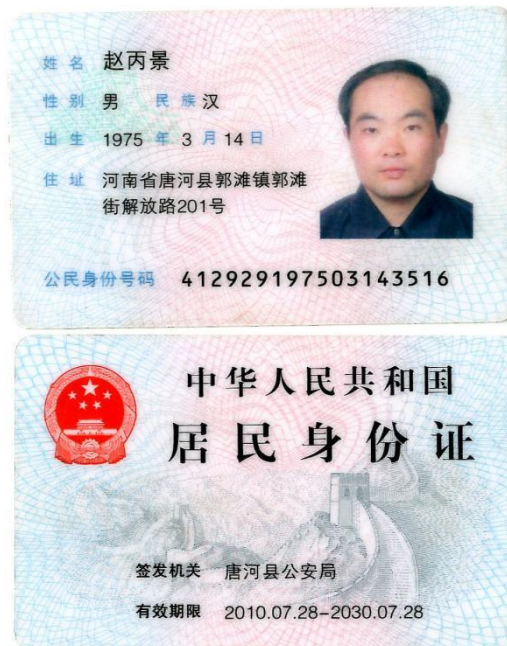 姓名 赵丙景
性别 男 民族 汉
出生 1975 年 3 月 14 日
住址 河南省唐河县郭滩镇郭滩
街解放路201号
公民身份号码 412929197503143516
中华人民共和国
居民身份证
签发机关 唐河县公安局
有效期限 2010.07.28-2030.07.28